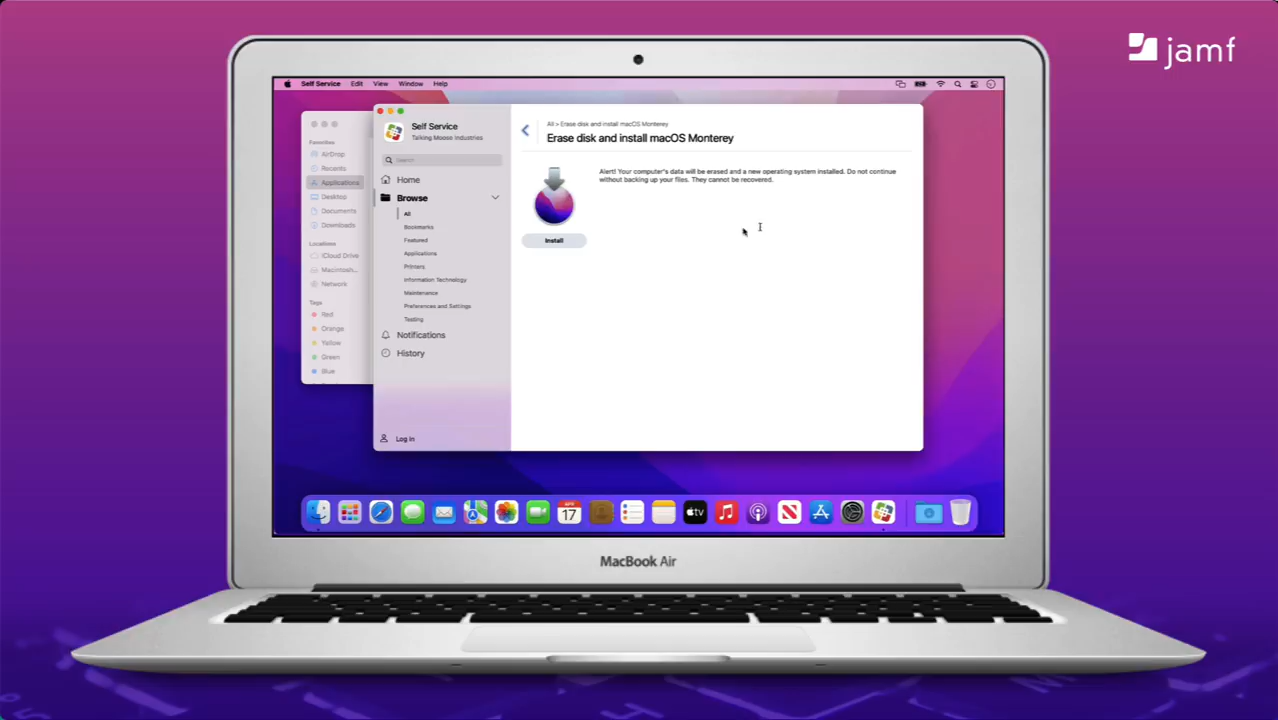 jamf
Self Service Edit View Window Help
Self Service
Talking Moose Industries
Search
Home
Browse
All
Bookmarks
Featured
Applications
Printers
Information Technology
Maintenance
Preferences and Settings
Testing
Notifications
History
Log in
All > Erase disk and install macOS Monterey
Erase disk and install macOS Monterey
Alert! Your computer's data will be erased and a new operating system installed. Do not continue
without backing up your files. They cannot be recovered.
Install
Favorites
AirDrop
Recents
Applications
Desktop
Documents
Downloads
Locations
iCloud Drive
Macintosh...
Network
Tags
Red
Orange
Yellow
Green
Blue
APR
17
tv
MacBook Air